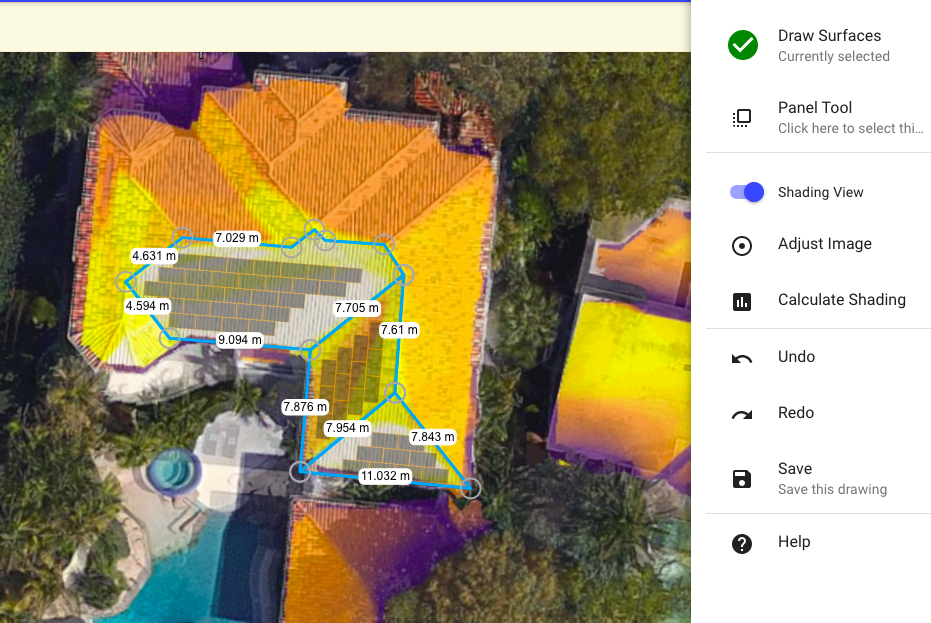 Draw Surfaces
Currently selected
Panel Tool
Click here to select thi...
Shading View
Adjust Image
Calculate Shading
Undo
Redo
Save
Save this drawing
Help
7.029 m
4.631 m
4.594 m
7.705 m
7.61 m
9.094 m
7.876 m
7.954 m
7.843 m
11.032 m